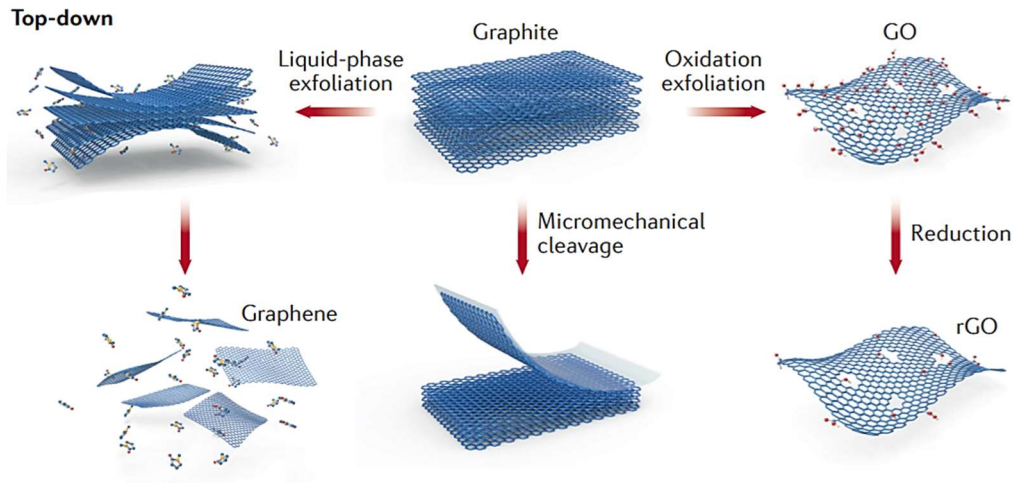 Top-down
Liquid-phase
exfoliation
Graphite
Oxidation
exfoliation
GO
Micromechanical
cleavage
Reduction
Graphene
rGO